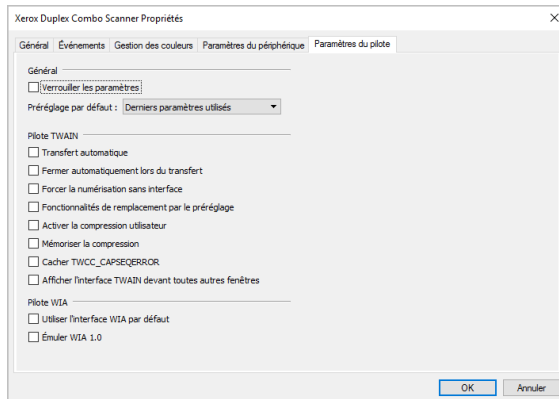 Xerox Duplex Combo Scanner Propriétés
Général Événements Gestion des couleurs Paramètres du périphérique Paramètres du pilote
Général
Verrouiller les paramètres
Préréglage par défaut : Derniers paramètres utilisés
Pilote TWAIN
Transfert automatique
Fermer automatiquement lors du transfert
Forcer la numérisation sans interface
Fonctionnalités de remplacement par le préréglage
Activer la compression utilisateur
Mémoriser la compression
Cacher TWCC_CAPSEQERROR
Afficher l'interface TWAIN devant toutes autres fenêtres
Pilote WIA
Utiliser l'interface WIA par défaut
Émuler WIA 1.0
OK Annuler